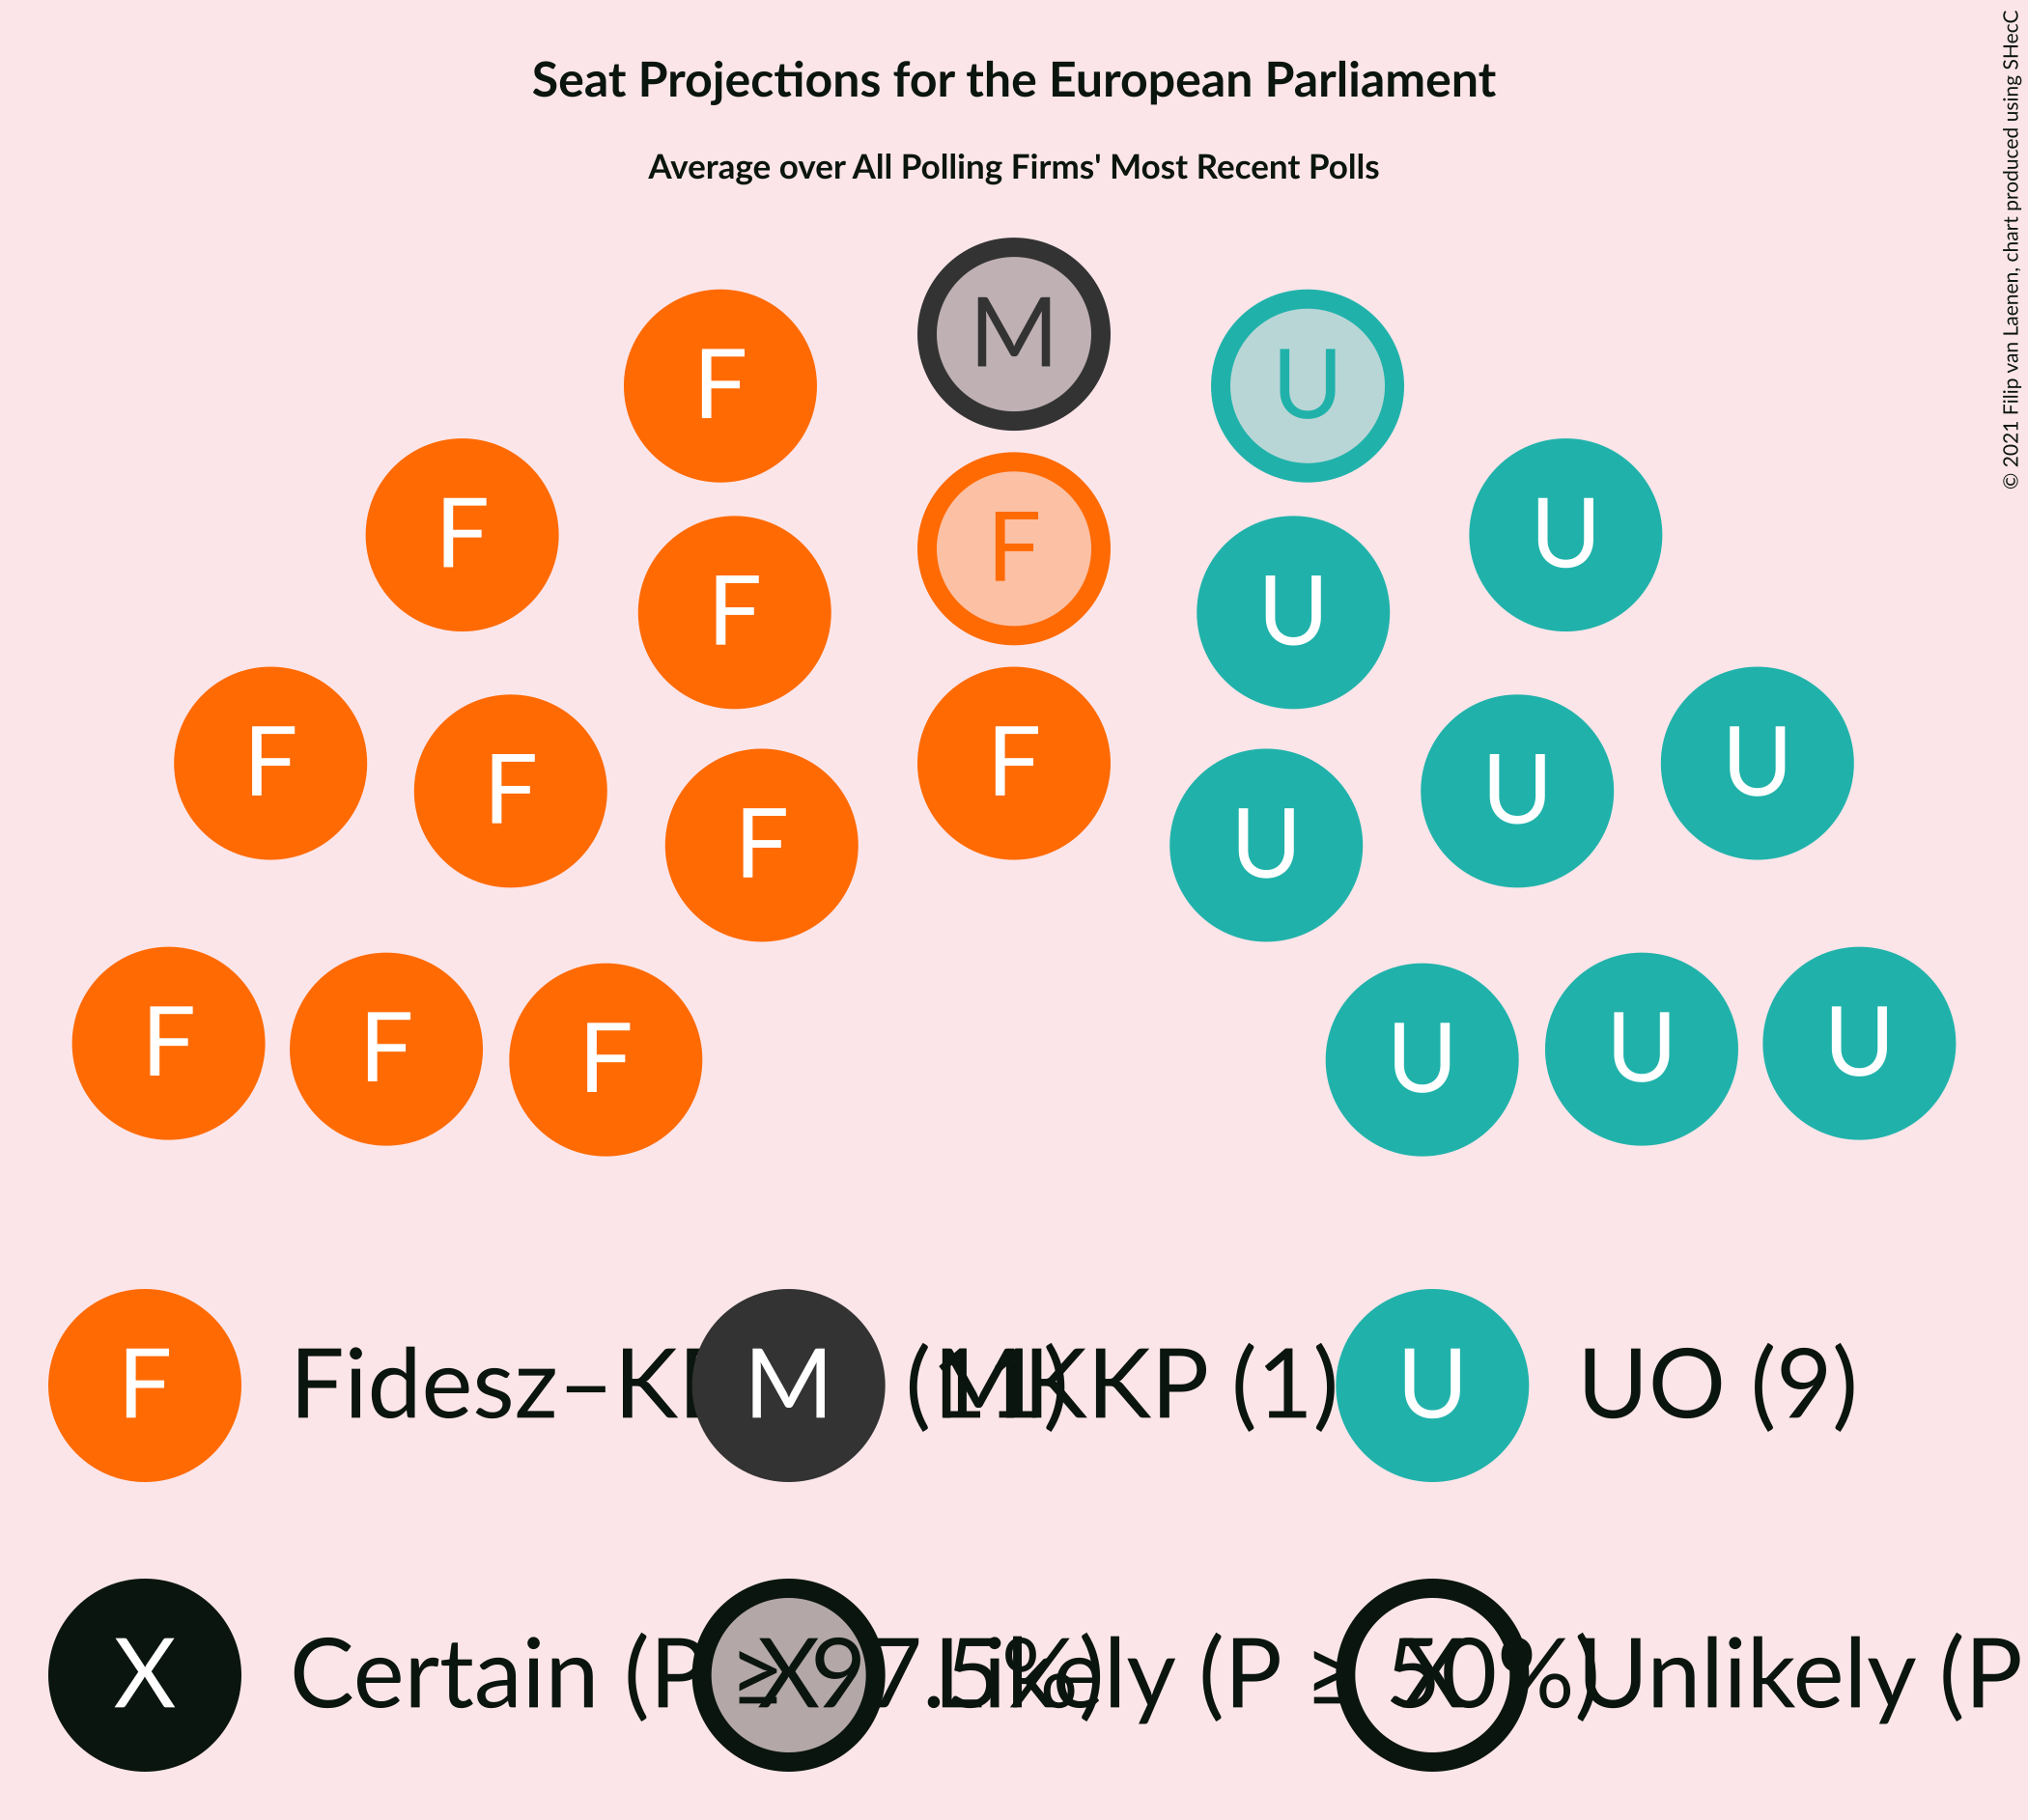 Seat Projections for the European Parliament
Average over All Polling Firms' Most Recent Polls
© 2021 Filip van Laenen, chart produced using SHecC
M
F U
F
F U
F U
F F U
F U
F U
F U
F F F U U U
F Fidesz–K (11) M MKKP (1) U UO (9)
X Certain (P ≥ 97.5%) X Likely (P ≥ 50%) X Unlikely (P